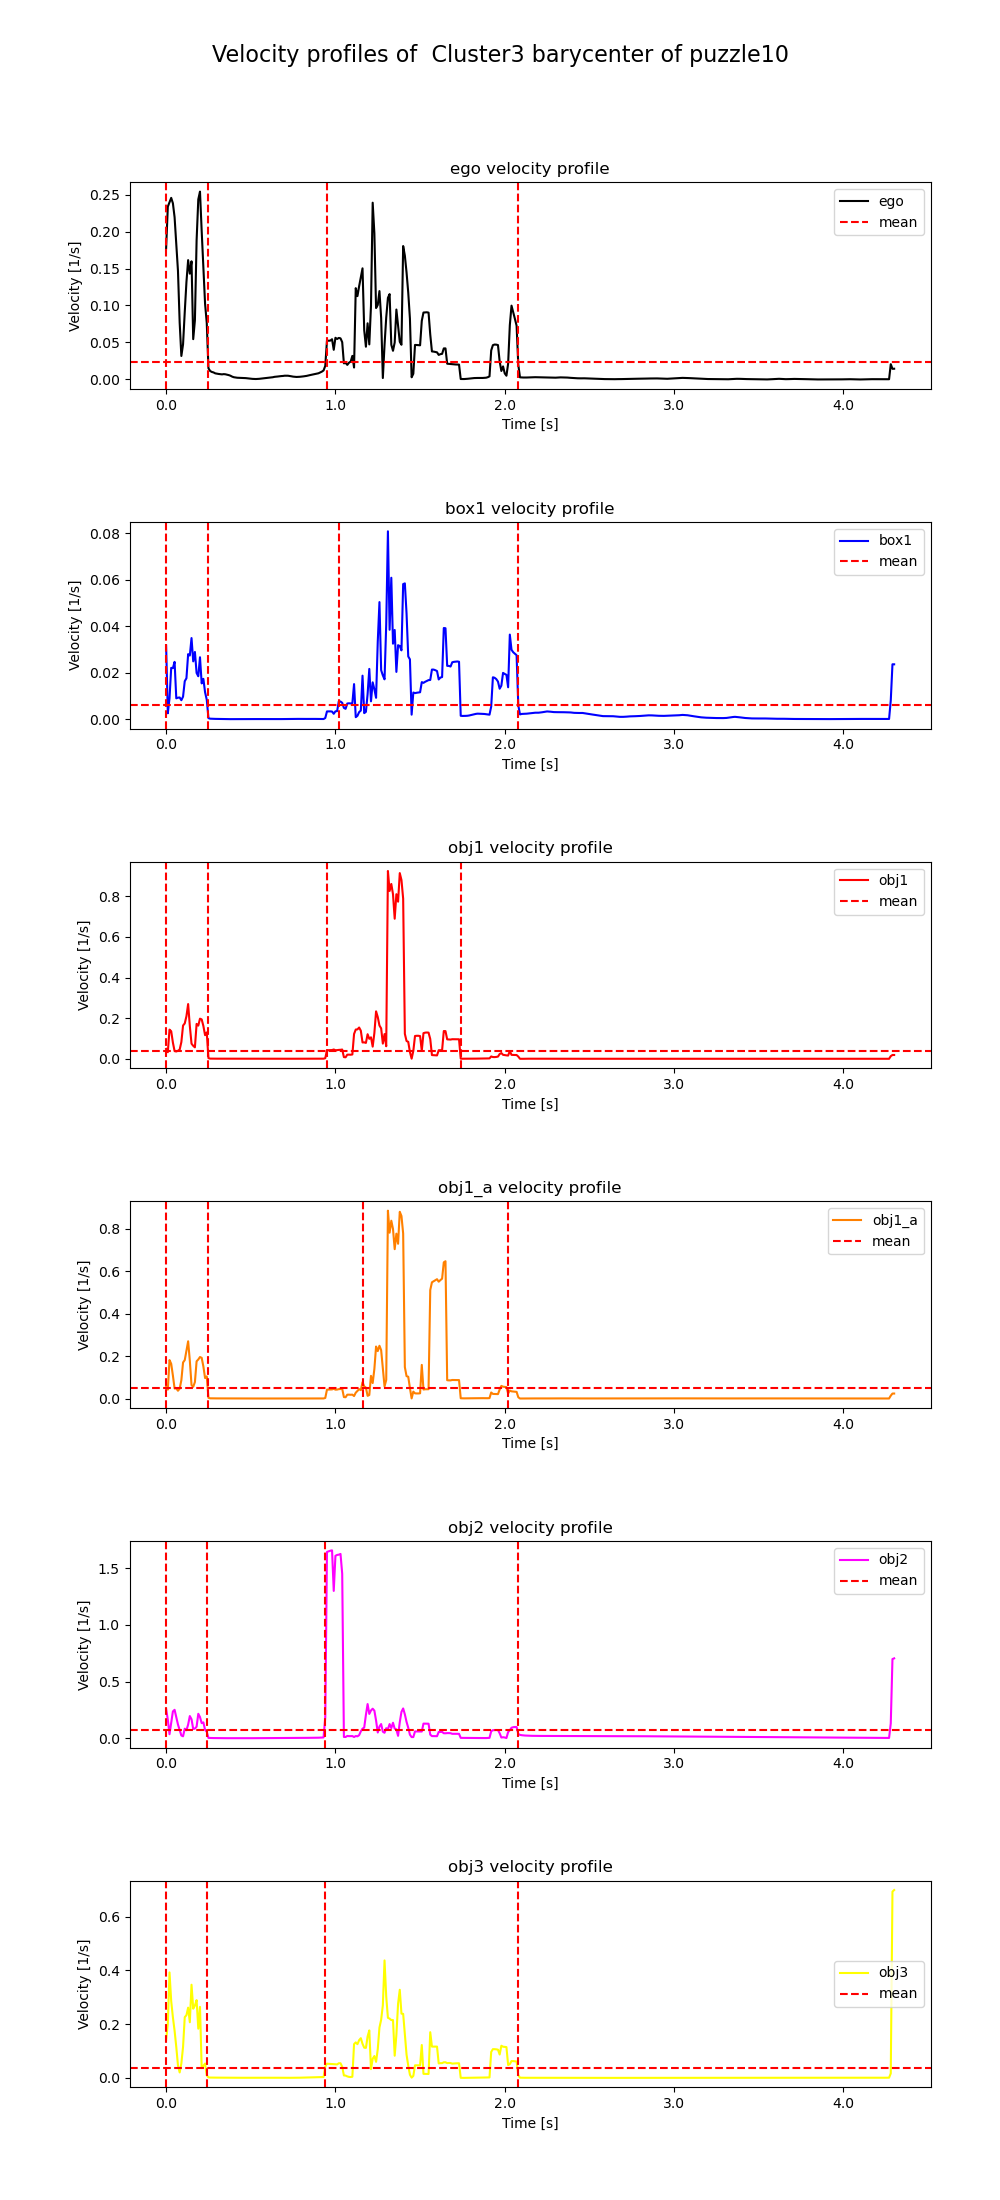 Velocity profiles of  Cluster3 barycenter of puzzle10
ego velocity profile
Velocity [1/s]
0.25
0.20
0.15
0.10
0.05
0.00
ego
mean
0.0 1.0 2.0 3.0 4.0
Time [s]
box1 velocity profile
Velocity [1/s]
0.08
0.06
0.04
0.02
0.00
box1
mean
0.0 1.0 2.0 3.0 4.0
Time [s]
obj1 velocity profile
Velocity [1/s]
0.8
0.6
0.4
0.2
0.0
obj1
mean
0.0 1.0 2.0 3.0 4.0
Time [s]
obj1_a velocity profile
Velocity [1/s]
0.8
0.6
0.4
0.2
0.0
obj1_a
mean
0.0 1.0 2.0 3.0 4.0
Time [s]
obj2 velocity profile
Velocity [1/s]
1.5
1.0
0.5
0.0
obj2
mean
0.0 1.0 2.0 3.0 4.0
Time [s]
obj3 velocity profile
Velocity [1/s]
0.6
0.4
0.2
0.0
obj3
mean
0.0 1.0 2.0 3.0 4.0
Time [s]